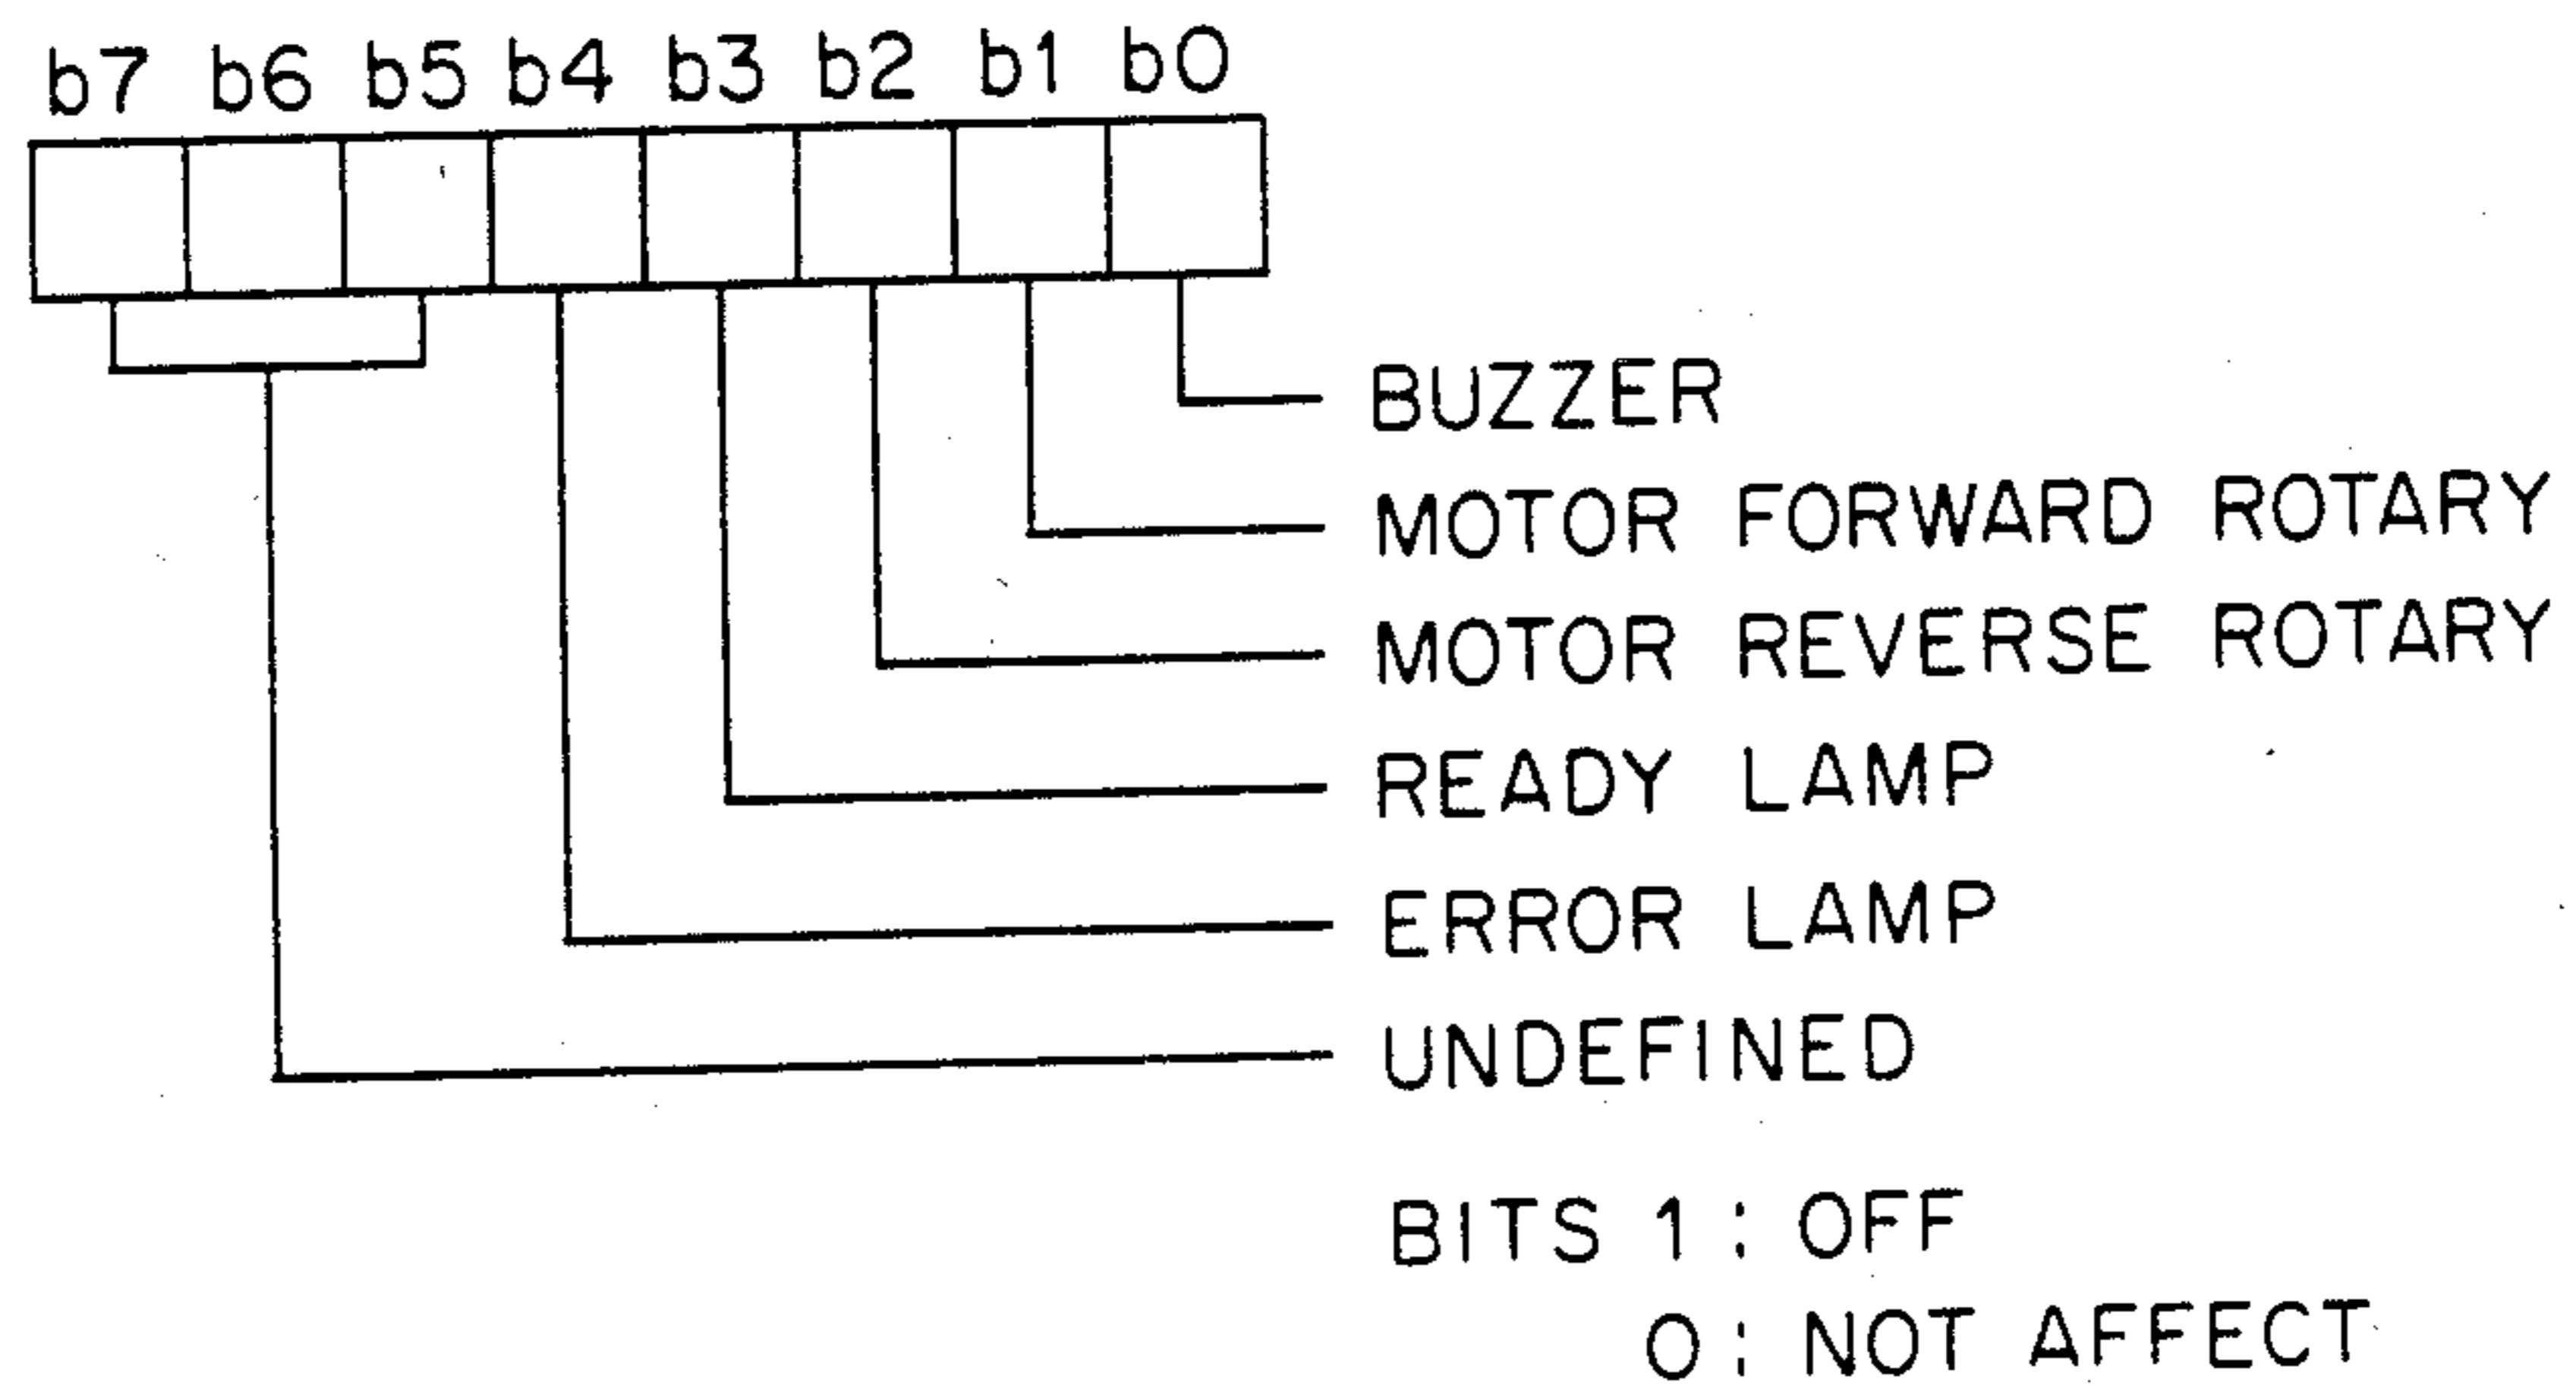 b7 b6 b5 b4 b3 b2 b1 b0
BUZZER
MOTOR FORWARD ROTARY
MOTOR REVERSE ROTARY
READY LAMP
ERROR LAMP
UNDEFINED
BITS 1 : OFF
0 : NOT AFFECT